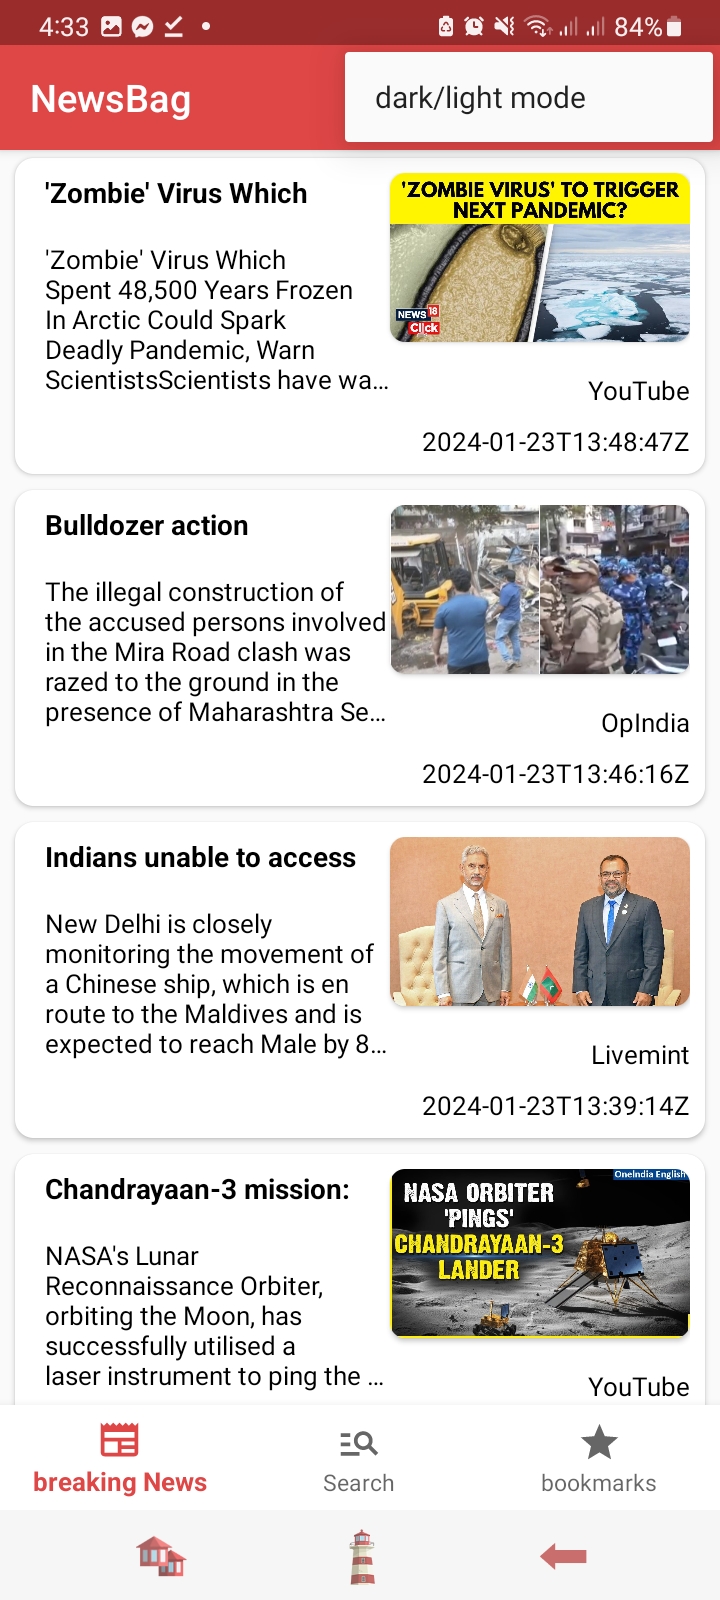 4:33
84%
NewsBag
dark/light mode
'Zombie' Virus Which
'Zombie' Virus Which
Spent 48,500 Years Frozen
In Arctic Could Spark
Deadly Pandemic, Warn
ScientistsScientists have wa...
'ZOMBIE VIRUS' TO TRIGGER
NEXT PANDEMIC?
NEWS 18
Click
YouTube
2024-01-23T13:48:47Z
Bulldozer action
The illegal construction of
the accused persons involved
in the Mira Road clash was
razed to the ground in the
presence of Maharashtra Se...
OpIndia
2024-01-23T13:46:16Z
Indians unable to access
New Delhi is closely
monitoring the movement of
a Chinese ship, which is en
route to the Maldives and is
expected to reach Male by 8...
Livemint
2024-01-23T13:39:14Z
Chandrayaan-3 mission:
NASA's Lunar
Reconnaissance Orbiter,
orbiting the Moon, has
successfully utilised a
laser instrument to ping the ...
OneIndia English
NASA ORBITER
'PINGS'
CHANDRAYAAN-3
LANDER
YouTube
breaking News
Search
bookmarks